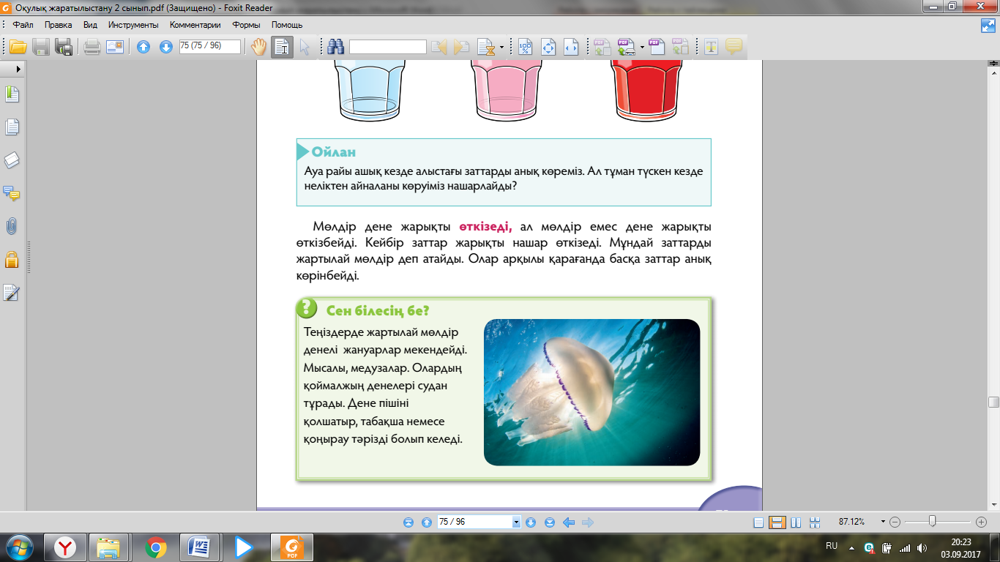 Оқулық жаратылыстану 2 сынып.pdf (Защищено) - Foxit Reader
Файл Правка Вид Инструменты Комментарии Формы Помощь
75 (75 / 96)
Ойлан
Ауа райы ашық кезде алыстағы заттарды анық көреміз. Ал тұман түскен кезде
неліктен айналаны көруіміз нашарлайды?
Мөлдір дене жарықты өткізеді, ал мөлдір емес дене жарықты
өткізбейді. Кейбір заттар жарықты нашар өткізеді. Мұндай заттарды
жартылай мөлдір деп атайды. Олар арқылы қарағанда басқа заттар анық
көрінбейді.
? Сен білесің бе?
Теңіздерде жартылай мөлдір
денелі жануарлар мекендейді.
Мысалы, медузалар. Олардың
қоймалжың денелері судан
тұрады. Дене пішіні
қолшатыр, табақша немесе
қоңырау тәрізді болып келеді.
75 / 96
87.12%
RU
20:23
03.09.2017